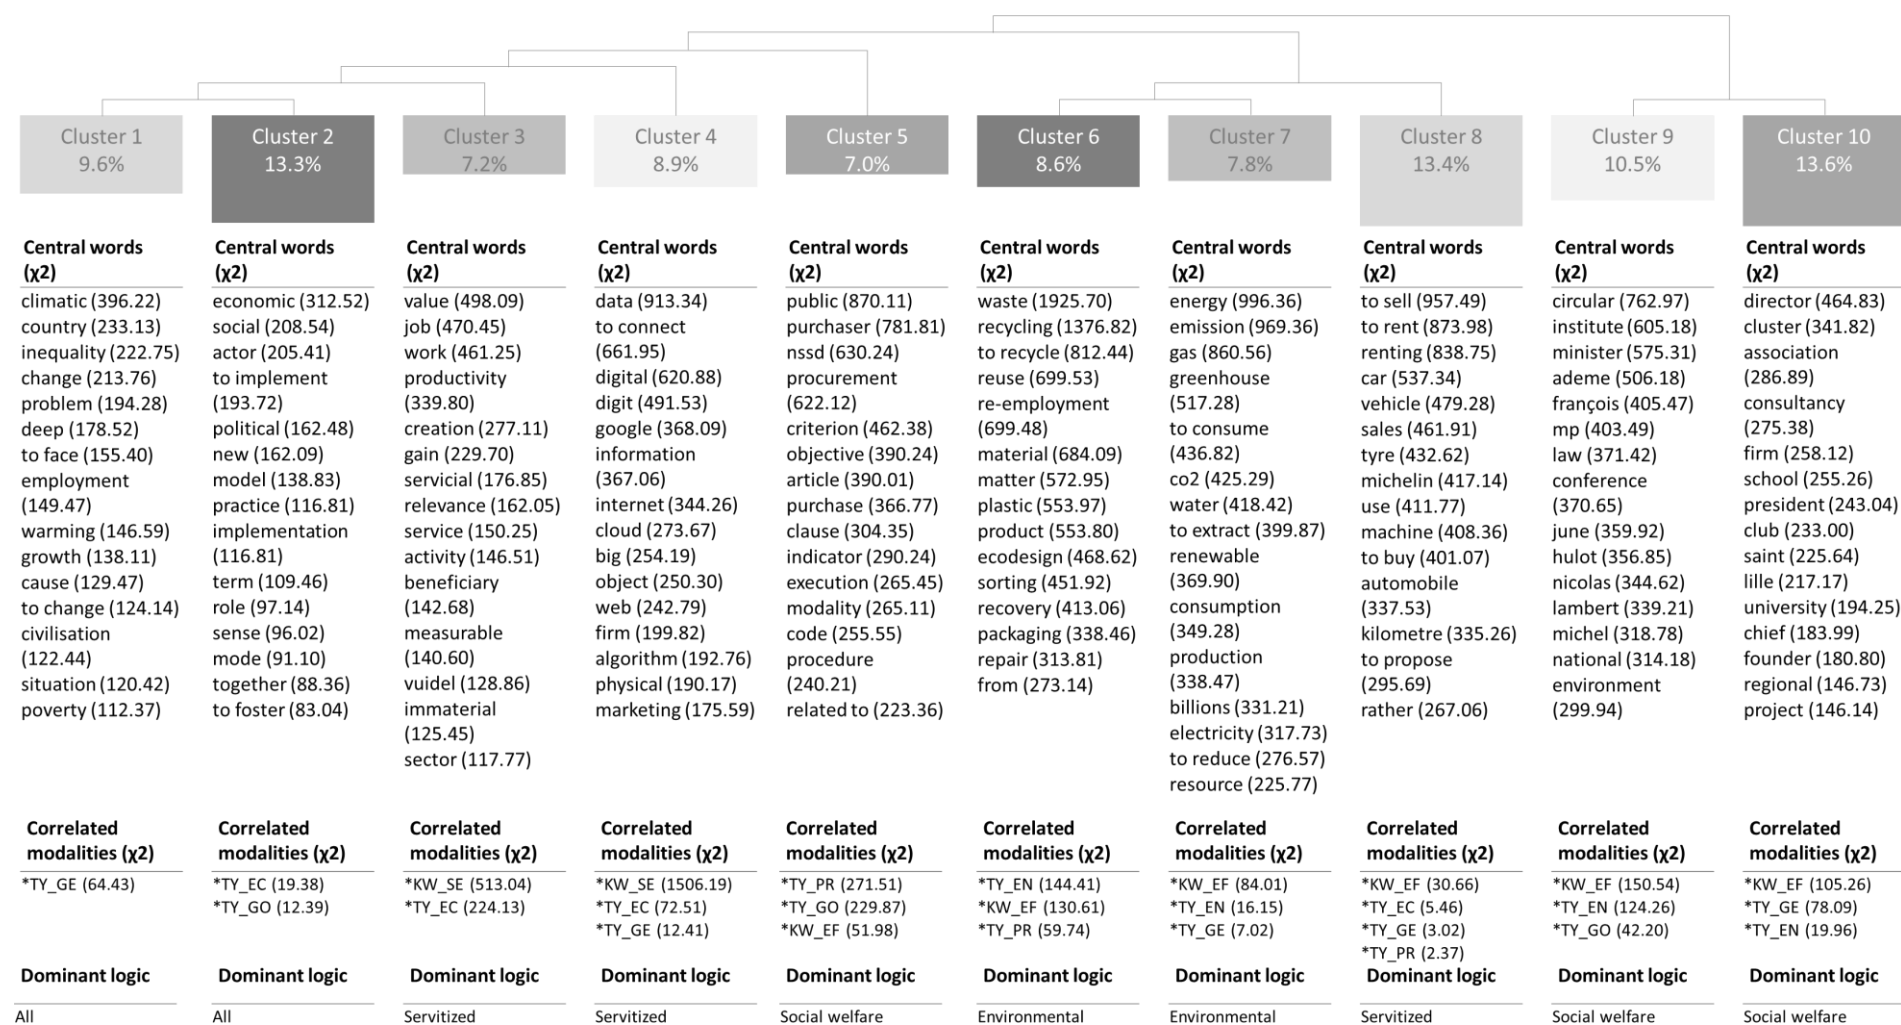 Cluster 1
9.6%
Central words
(χ2)
climatic (396.22)
country (233.13)
inequality (222.75)
change (213.76)
problem (194.28)
deep (178.52)
to face (155.40)
employment
(149.47)
warming (146.59)
growth (138.11)
cause (129.47)
to change (124.14)
civilisation
(122.44)
situation (120.42)
poverty (112.37)
Correlated
modalities (χ2)
*TY_GE (64.43)
Dominant logic
All
Cluster 2
13.3%
Central words
(χ2)
economic (312.52)
social (208.54)
actor (205.41)
to implement
(193.72)
political (162.48)
new (162.09)
model (138.83)
practice (116.81)
implementation
(116.81)
term (109.46)
role (97.14)
sense (96.02)
mode (91.10)
together (88.36)
to foster (83.04)
Correlated
modalities (χ2)
*TY_EC (19.38)
*TY_GO (12.39)
Dominant logic
All
Cluster 3
7.2%
Central words
(χ2)
value (498.09)
job (470.45)
work (461.25)
productivity
(339.80)
creation (277.11)
gain (229.70)
servicial (176.85)
relevance (162.05)
service (150.25)
activity (146.51)
beneficiary
(142.68)
measurable
(140.60)
vuidel (128.86)
immaterial
(125.45)
sector (117.77)
Correlated
modalities (χ2)
*KW_SE (513.04)
*TY_EC (224.13)
Dominant logic
Servitized
Cluster 4
8.9%
Central words
(χ2)
data (913.34)
to connect
(661.95)
digital (620.88)
digit (491.53)
google (368.09)
information
(367.06)
internet (344.26)
cloud (273.67)
big (254.19)
object (250.30)
web (242.79)
firm (199.82)
algorithm (192.76)
physical (190.17)
marketing (175.59)
Correlated
modalities (χ2)
*KW_SE (1506.19)
*TY_EC (72.51)
*TY_GE (12.41)
Dominant logic
Servitized
Cluster 5
7.0%
Central words
(χ2)
public (870.11)
purchaser (781.81)
nssd (630.24)
procurement
(622.12)
criterion (462.38)
objective (390.24)
article (390.01)
purchase (366.77)
clause (304.35)
indicator (290.24)
execution (265.45)
modality (265.11)
code (255.55)
procedure
(240.21)
related to (223.36)
Correlated
modalities (χ2)
*TY_PR (271.51)
*TY_GO (229.87)
*KW_EF (51.98)
Dominant logic
Social welfare
Cluster 6
8.6%
Central words
(χ2)
waste (1925.70)
recycling (1376.82)
to recycle (812.44)
reuse (699.53)
re-employment
(699.48)
material (684.09)
matter (572.95)
plastic (553.97)
product (553.80)
ecodesign (468.62)
sorting (451.92)
recovery (413.06)
packaging (338.46)
repair (313.81)
from (273.14)
Correlated
modalities (χ2)
*TY_EN (144.41)
*KW_EF (130.61)
*TY_PR (59.74)
Dominant logic
Environmental
Cluster 7
7.8%
Central words
(χ2)
energy (996.36)
emission (969.36)
gas (860.56)
greenhouse
(517.28)
to consume
(436.82)
co2 (425.29)
water (418.42)
to extract (399.87)
renewable
(369.90)
consumption
(349.28)
production
(338.47)
billions (331.21)
electricity (317.73)
to reduce (276.57)
resource (225.77)
Correlated
modalities (χ2)
*KW_EF (84.01)
*TY_EN (16.15)
*TY_GE (7.02)
Dominant logic
Environmental
Cluster 8
13.4%
Central words
(χ2)
to sell (957.49)
to rent (873.98)
renting (838.75)
car (537.34)
vehicle (479.28)
sales (461.91)
tyre (432.62)
michelin (417.14)
use (411.77)
machine (408.36)
to buy (401.07)
automobile
(337.53)
kilometre (335.26)
to propose
(295.69)
rather (267.06)
Correlated
modalities (χ2)
*KW_EF (30.66)
*TY_EC (5.46)
*TY_GE (3.02)
*TY_PR (2.37)
Dominant logic
Servitized
Cluster 9
10.5%
Central words
(χ2)
circular (762.97)
institute (605.18)
minister (575.31)
ademe (506.18)
françois (405.47)
mp (403.49)
law (371.42)
conference
(370.65)
june (359.92)
hulot (356.85)
nicolas (344.62)
lambert (339.21)
michel (318.78)
national (314.18)
environment
(299.94)
Correlated
modalities (χ2)
*KW_EF (150.54)
*TY_EN (124.26)
*TY_GO (42.20)
Dominant logic
Social welfare
Cluster 10
13.6%
Central words
(χ2)
director (464.83)
cluster (341.82)
association
(286.89)
consultancy
(275.38)
firm (258.12)
school (255.26)
president (243.04)
club (233.00)
saint (225.64)
lille (217.17)
university (194.25)
chief (183.99)
founder (180.80)
regional (146.73)
project (146.14)
Correlated
modalities (χ2)
*KW_EF (105.26)
*TY_GE (78.09)
*TY_EN (19.96)
Dominant logic
Social welfare